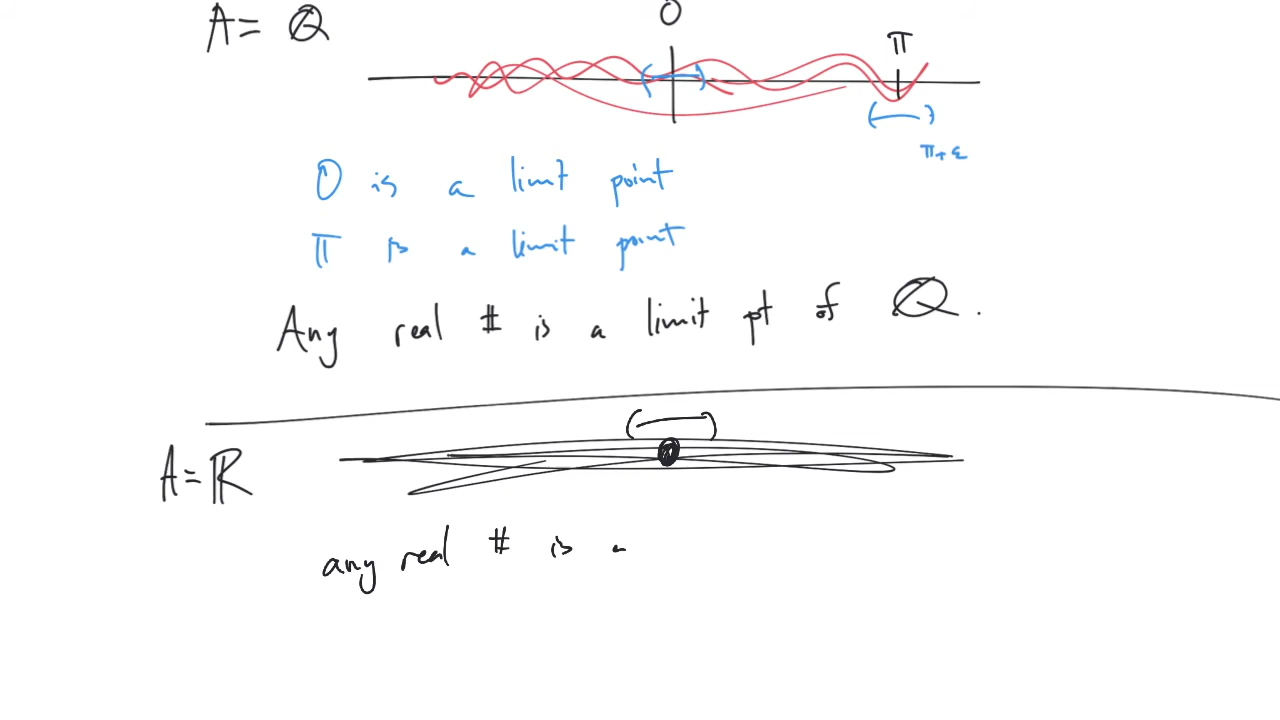 0
A = ℚ
π
( )
( )
π+ε
0 is a limit point
π is a limit point
Any real # is a limit pt of ℚ.
( )
A = ℝ
any real # is a